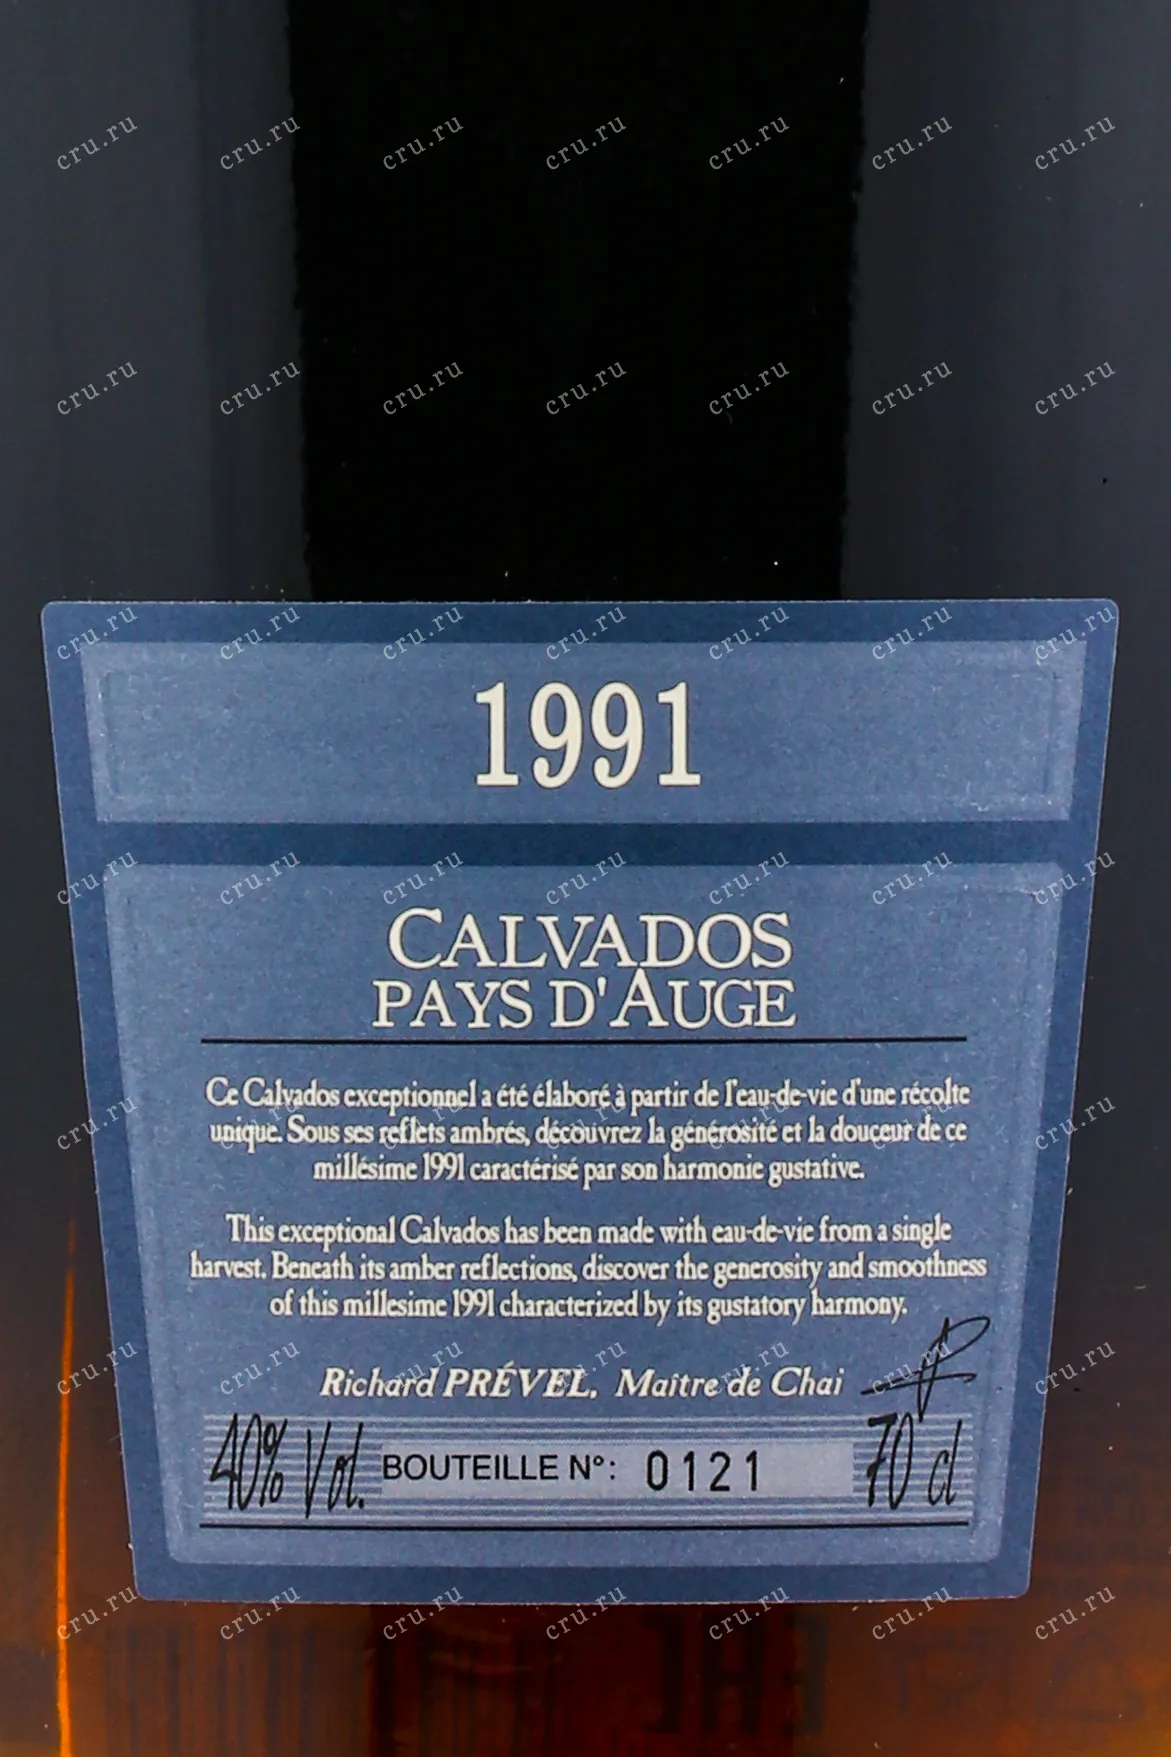 1991
CALVADOS
PAYS D'AUGE
Ce Calvados exceptionnel a été élaboré à partir de l'eau-de-vie d'une récolte
unique. Sous ses reflets ambrés, découvrez la générosité et la douceur de ce
millésime 1991 caractérisé par son harmonie gustative.
This exceptional Calvados has been made with eau-de-vie from a single
harvest. Beneath its amber reflections, discover the generosity and smoothness
of this millesime 1991 characterized by its gustatory harmony.
Richard PRÉVEL, Maître de Chai
40% Vol. BOUTEILLE N°: 0121 70 cl
cru.ru